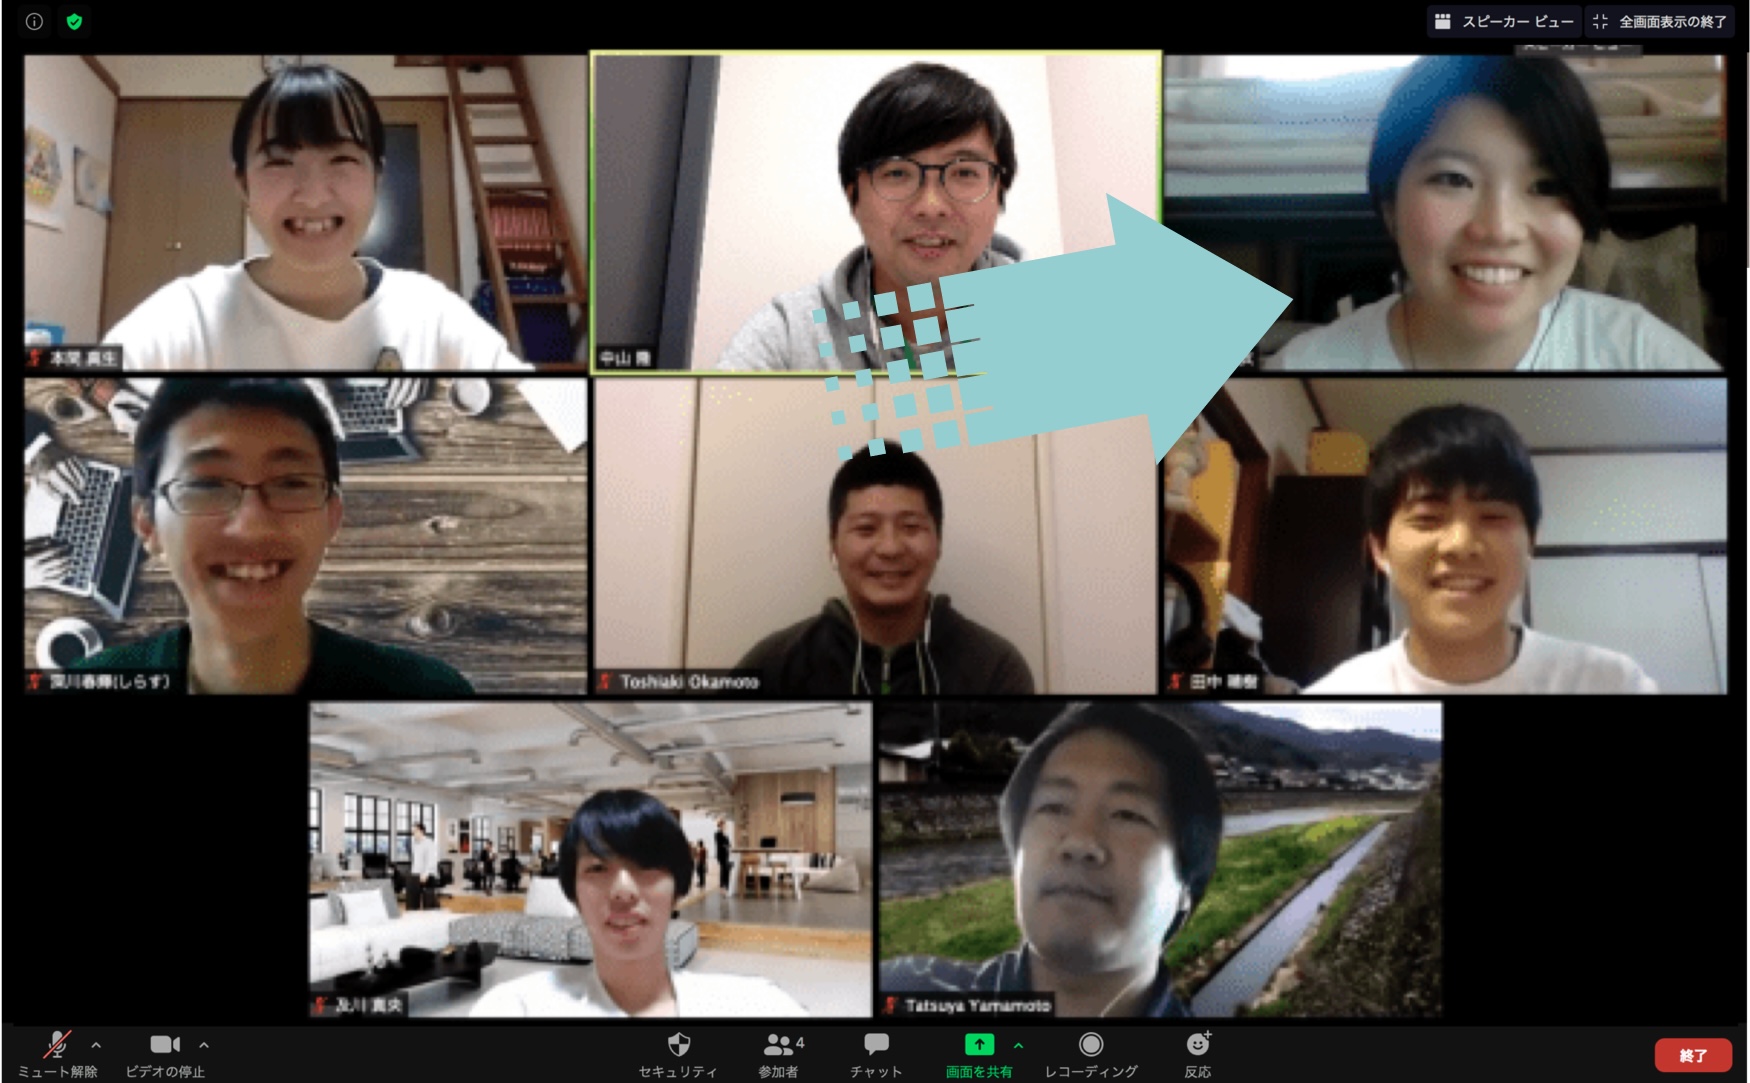 スピーカー ビュー
全画面表示の終了
本間 真生
中山 隆
深川春輝(しらす)
Toshiaki Okamoto
田中
及川 真央
Tatsuya Yamamoto
ミュート解除
ビデオの停止
セキュリティ
4
参加者
チャット
画面を共有
レコーディング
反応
終了